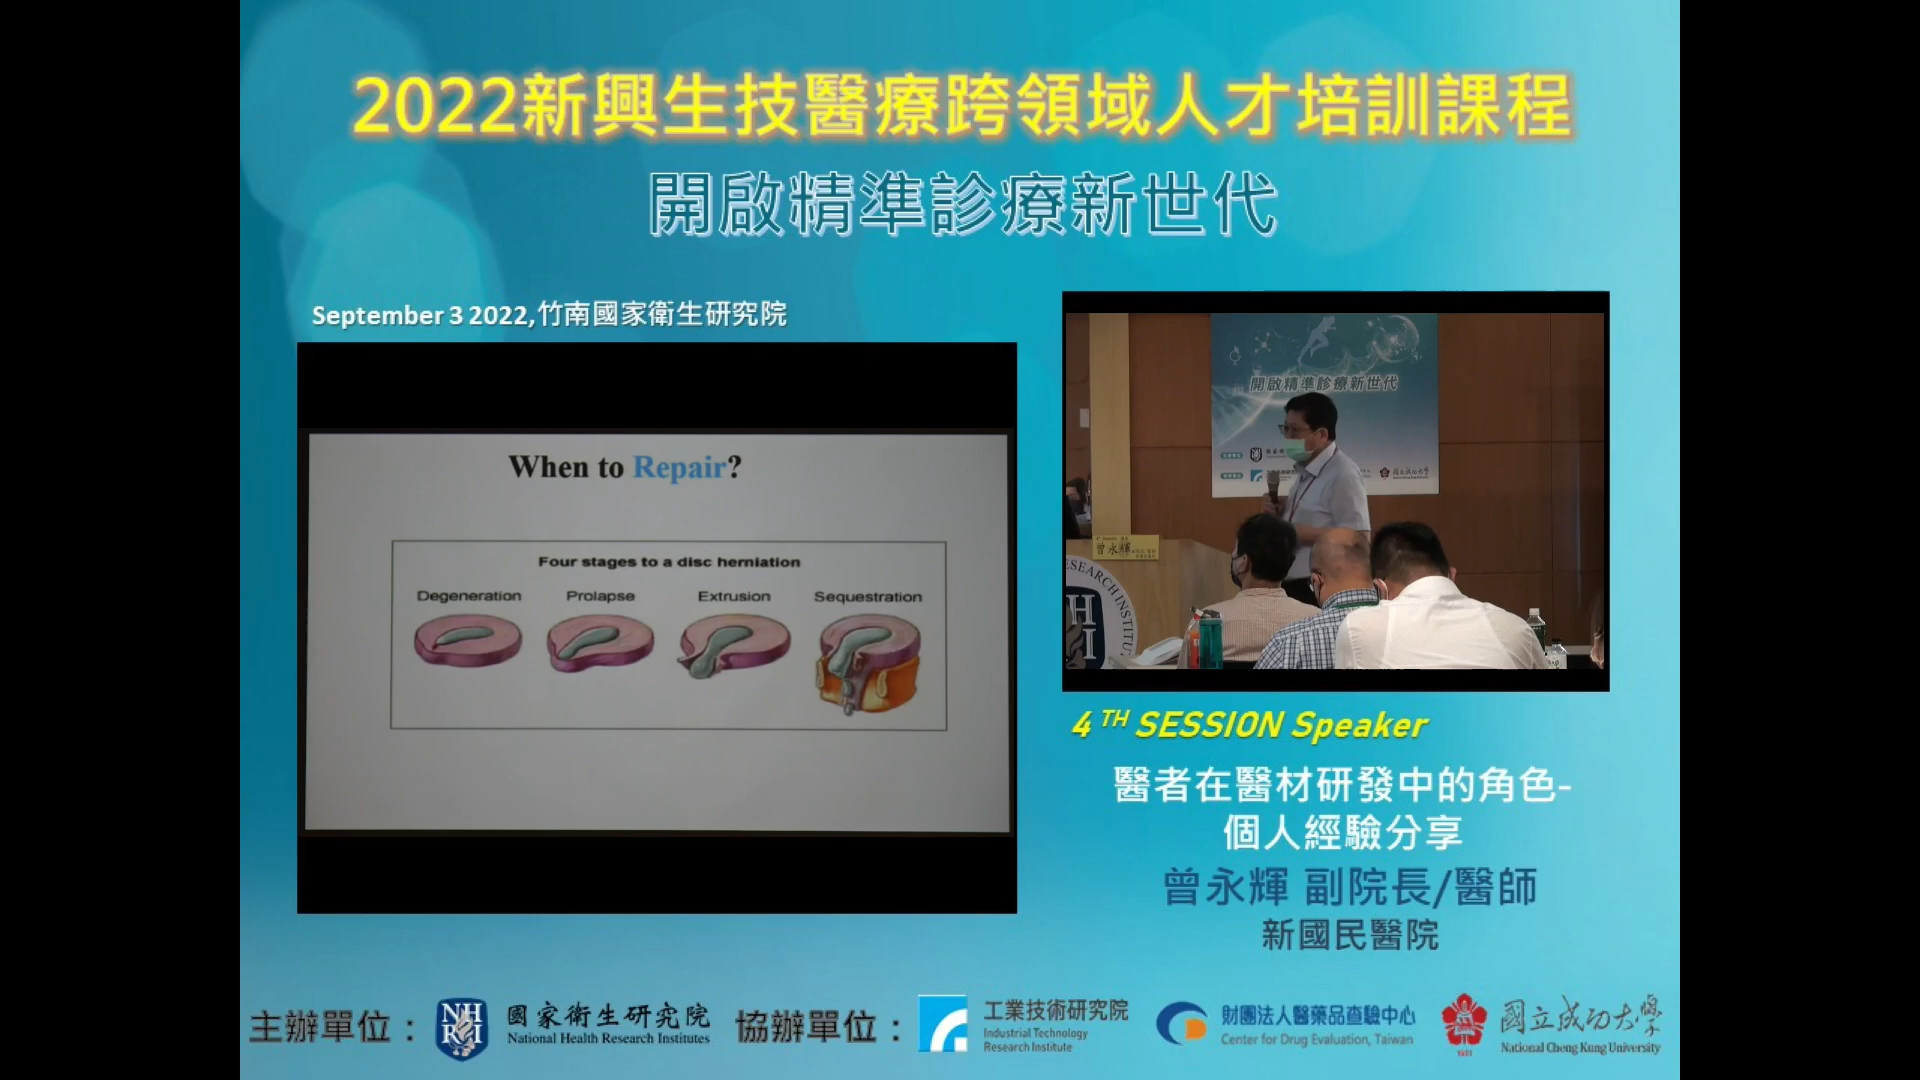 2022新興生技醫療跨領域人才培訓課程
開啟精準診療新世代
September 3 2022,竹南國家衛生研究院
When to Repair?
Four stages to a disc herniation
Degeneration Prolapse Extrusion Sequestration
開啟精準診療新世代
曾永輝
4 TH SESSION Speaker
醫者在醫材研發中的角色-
個人經驗分享
曾永輝 副院長/醫師
新國民醫院
主辦單位：
NHRI
國家衛生研究院
National Health Research Institutes
協辦單位：
工業技術研究院
Industrial Technology
Research Institute
財團法人醫藥品查驗中心
Center for Drug Evaluation, Taiwan
1931
國立成功大學
National Cheng Kung University